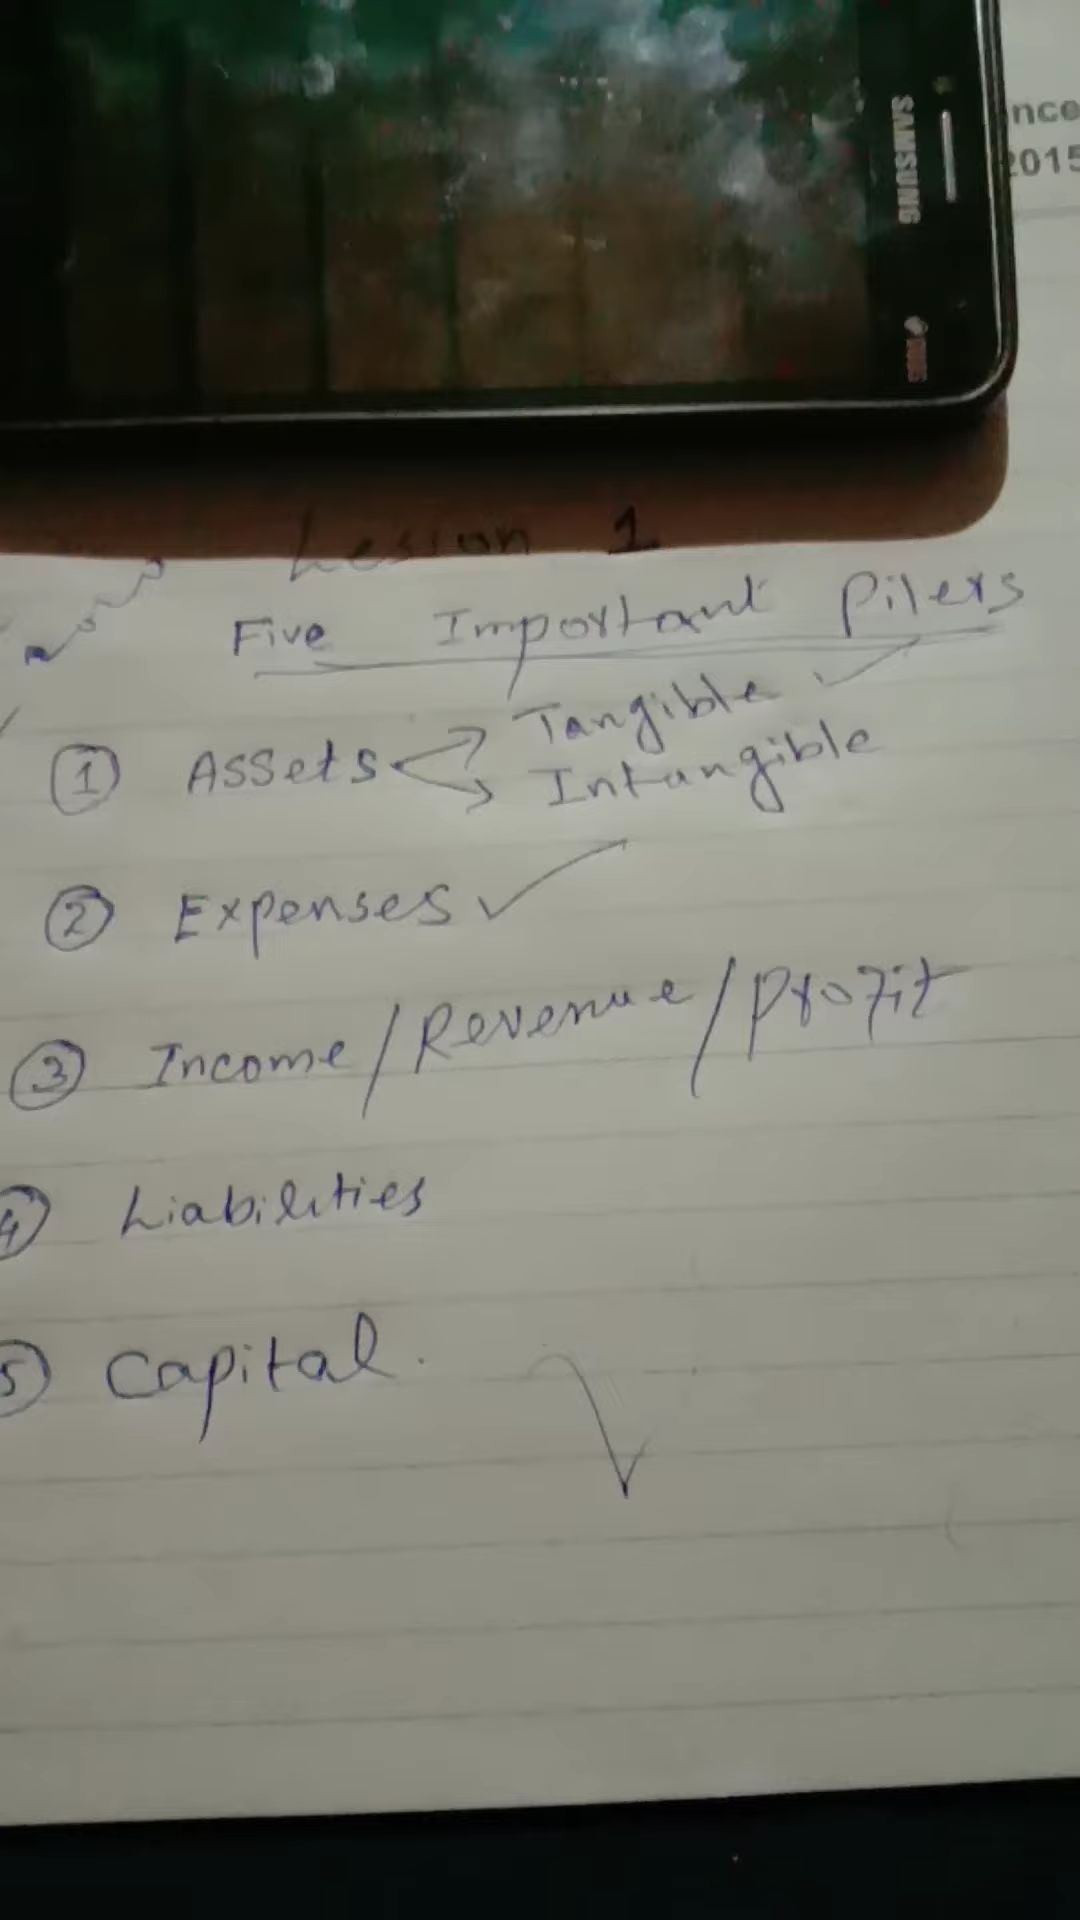 SAMSUNG
nce
2015
DUOS
Lesson 1
Five Important Pilers
① Assets Tangible
Intangible
② Expenses
③ Income/Revenue/Profit
④ Liabilities
⑤ Capital.